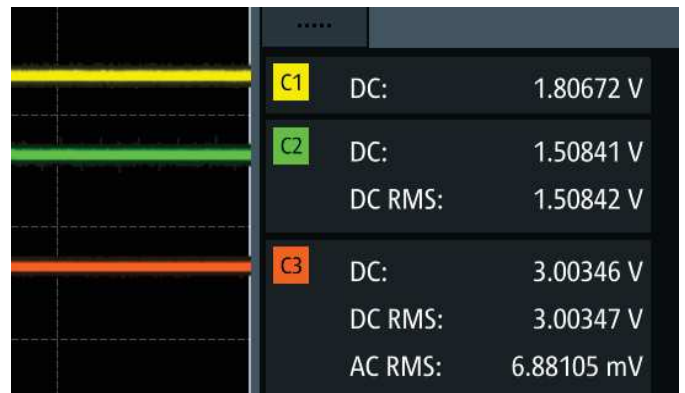 .....
C1 DC: 1.80672 V
C2 DC: 1.50841 V
DC RMS: 1.50842 V
C3 DC: 3.00346 V
DC RMS: 3.00347 V
AC RMS: 6.88105 mV